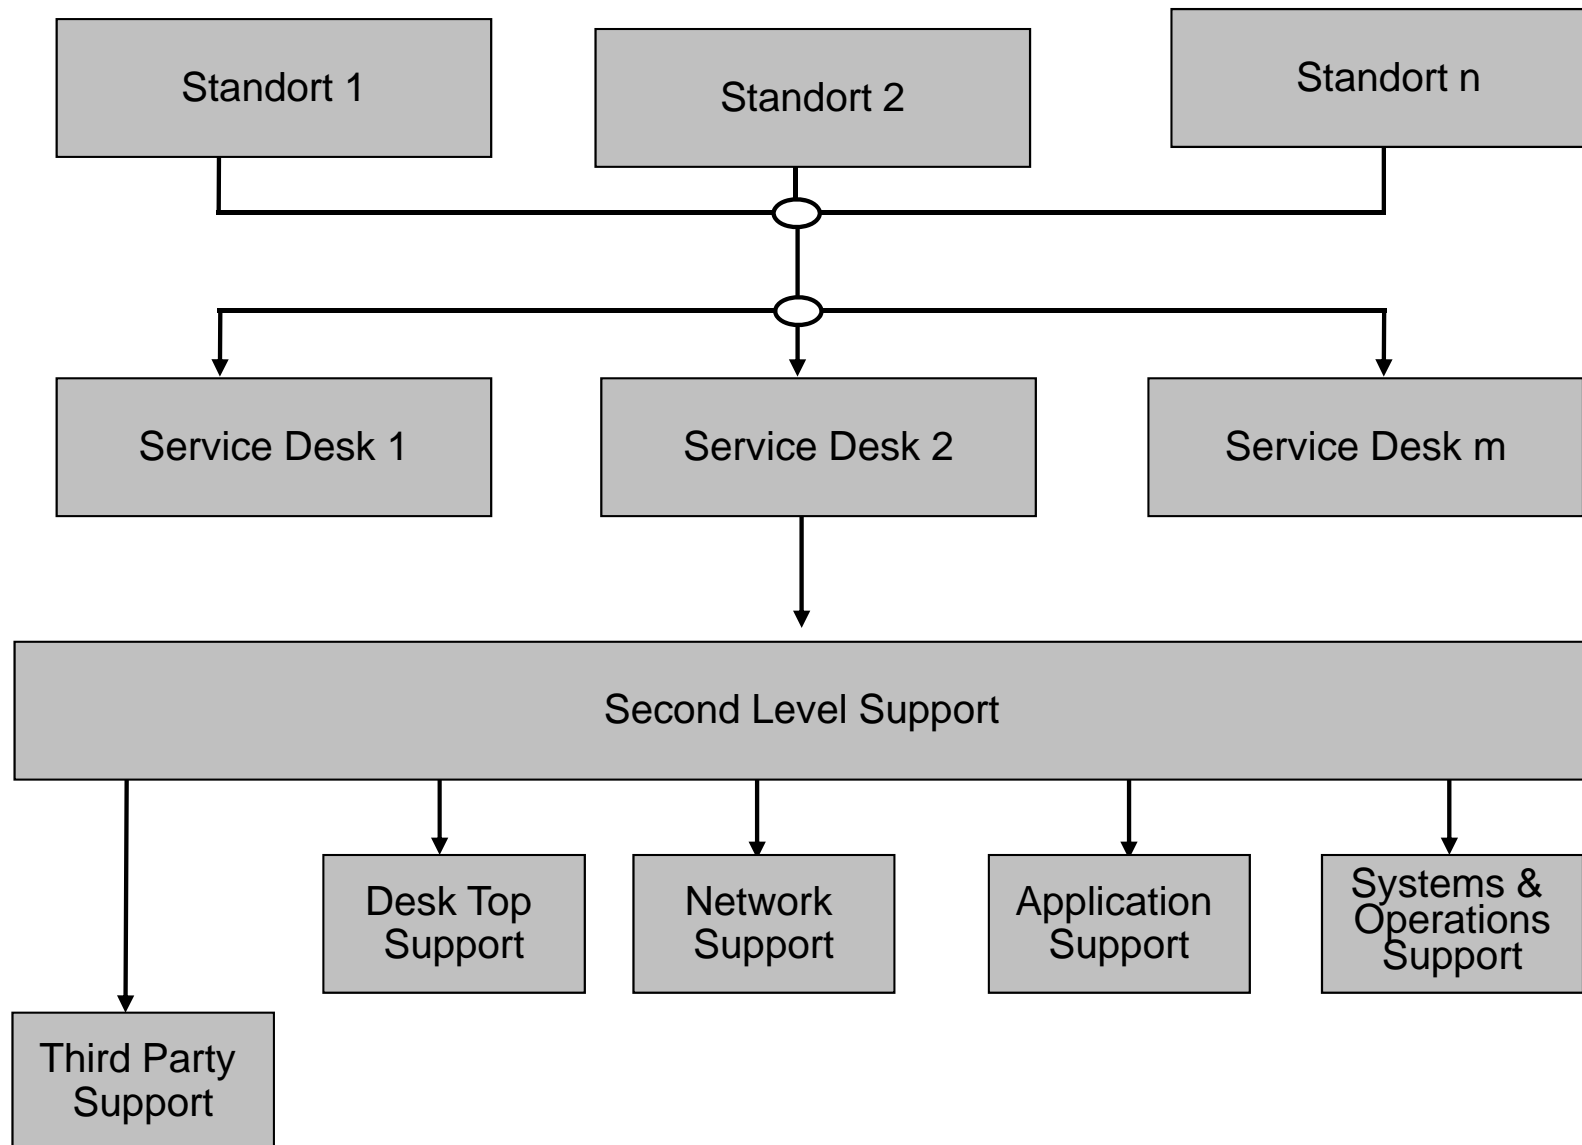 Standort 1
Standort 2
Standort n
Service Desk 1
Service Desk 2
Service Desk m
Second Level Support
Desk Top
Support
Network
Support
Application
Support
Systems &
Operations
Support
Third Party
Support